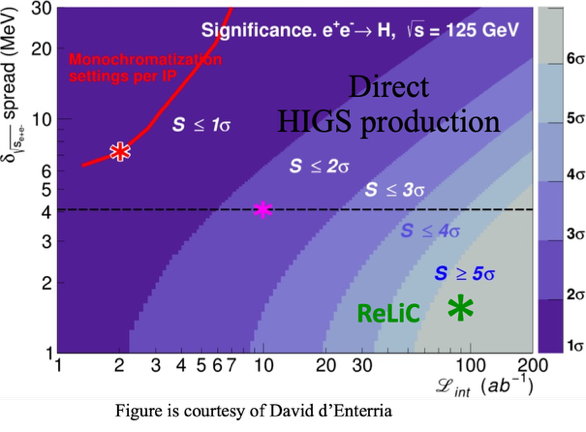 Significance. e⁺e⁻→ H, √s = 125 GeV
Monochromatization
settings per IP
Direct
HIGS production
S ≤ 1σ
S ≤ 2σ
S ≤ 3σ
S ≤ 4σ
S ≥ 5σ
ReLiC
δ√s_e+e- spread (MeV)
30
20
10
6
5
4
3
2
1
1 2 3 4 5 6 7 10 20 30 100 200
ℒ_int (ab⁻¹)
6σ
5σ
4σ
3σ
2σ
1σ
Figure is courtesy of David d'Enterria